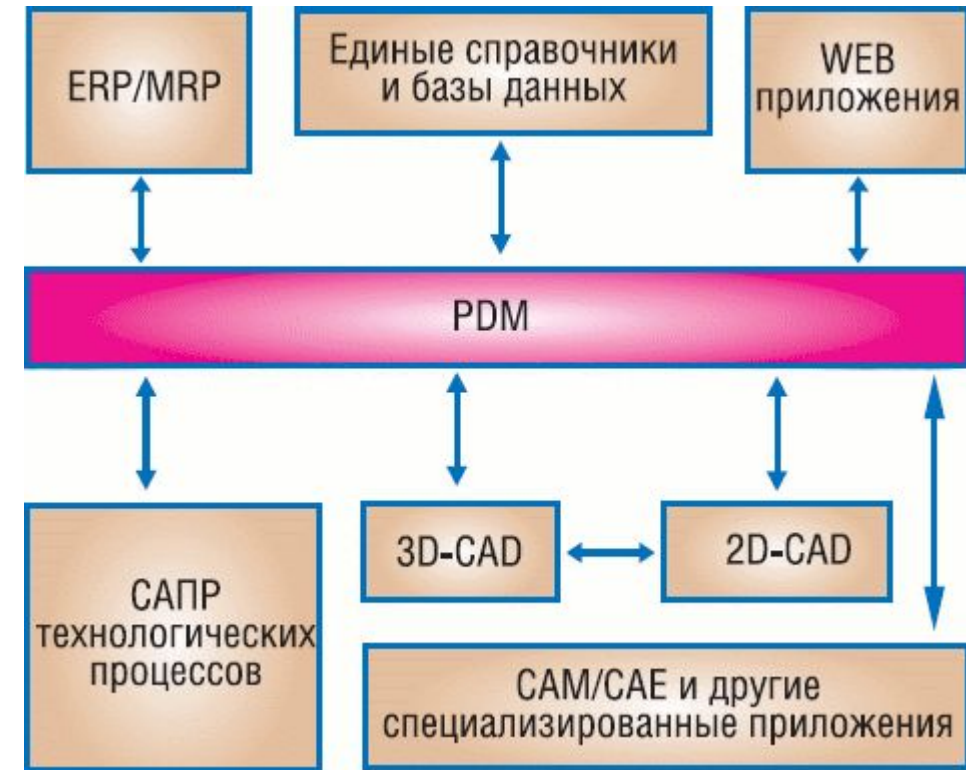 ERP/MRP
Единые справочники
и базы данных
WEB
приложения
PDM
САПР
технологических
процессов
3D-CAD
2D-CAD
CAM/CAE и другие
специализированные приложения